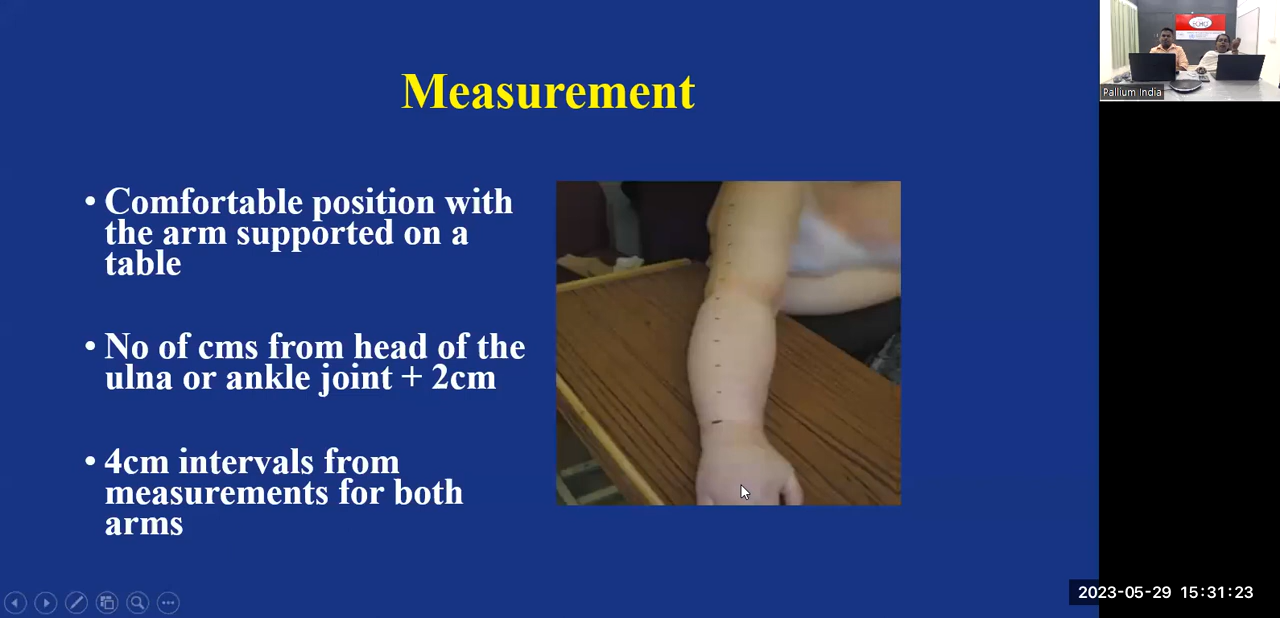 Measurement
• Comfortable position with
the arm supported on a
table
• No of cms from head of the
ulna or ankle joint + 2cm
• 4cm intervals from
measurements for both
arms
ECHO
Pallium India
2023-05-29 15:31:23